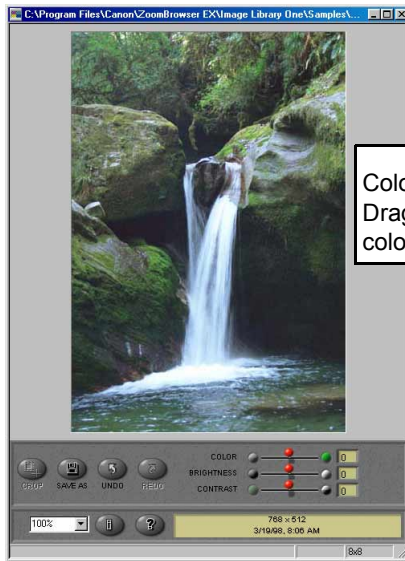 C:\Program Files\Canon\ZoomBrowser EX\Image Library One\Samples\...
Colo
Drag
colo
COLOR 0
BRIGHTNESS 0
CONTRAST 0
CROP SAVE AS UNDO REDO
100% ?
768 x 512
3/19/98, 8:06 AM
8x8